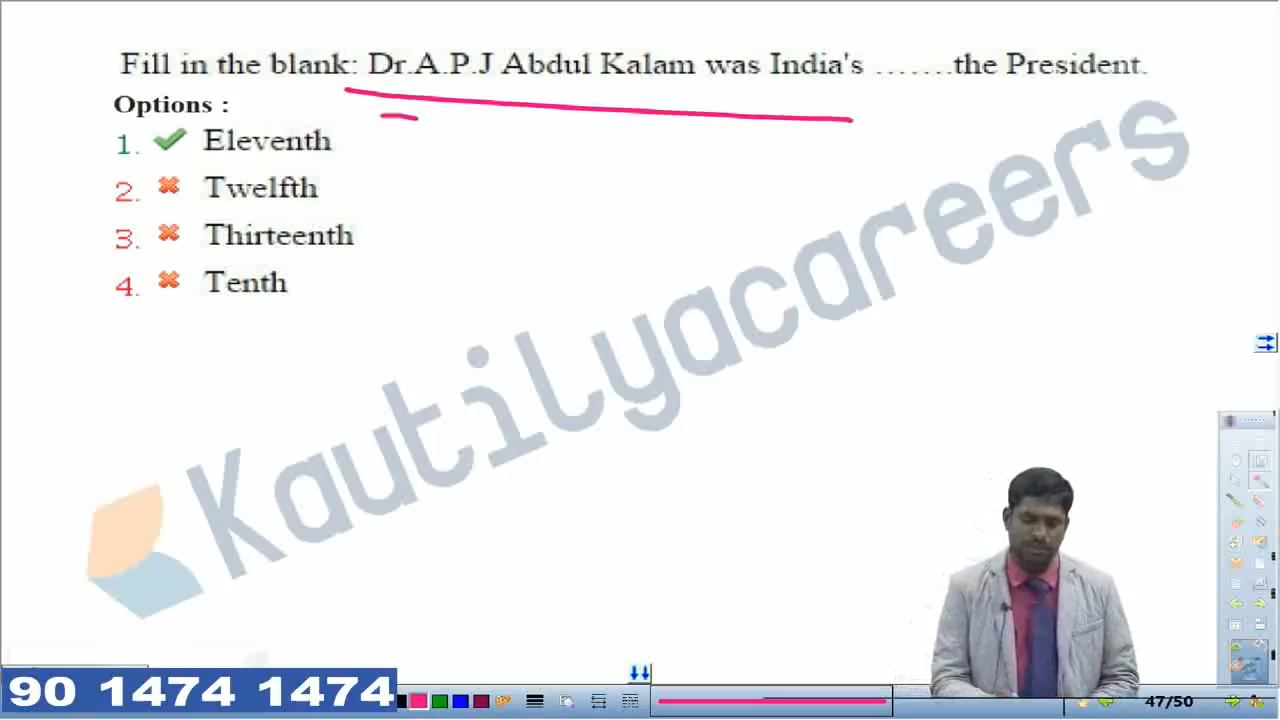 Fill in the blank: Dr.A.P.J Abdul Kalam was India's .......the President.
Options :
1. Eleventh
2. Twelfth
3. Thirteenth
4. Tenth
Kautilyacareers
90 1474 1474
47/50